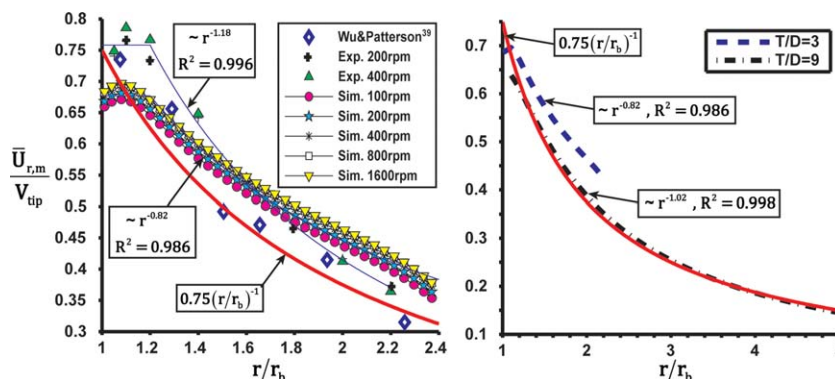 0.8
0.75
0.7
0.65
0.6
0.55
0.5
0.45
0.4
0.35
0.3
Ū_{r,m}
V_{tip}
~ r^{-1.18}
R² = 0.996
Wu&Patterson³⁹
Exp. 200rpm
Exp. 400rpm
Sim. 100rpm
Sim. 200rpm
Sim. 400rpm
Sim. 800rpm
Sim. 1600rpm
~ r^{-0.82}
R² = 0.986
0.75(r/r_b)^{-1}
1 1.2 1.4 1.6 1.8 2 2.2 2.4
r/r_b
0.7
0.6
0.5
0.4
0.3
0.2
0.1
0.75(r/r_b)^{-1}
T/D=3
T/D=9
~ r^{-0.82} , R² = 0.986
~ r^{-1.02} , R² = 0.998
1 2 3 4
r/r_b